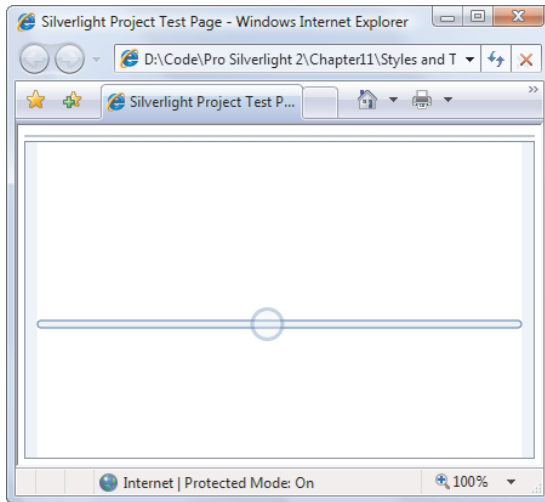 Silverlight Project Test Page - Windows Internet Explorer
D:\Code\Pro Silverlight 2\Chapter11\Styles and T
Silverlight Project Test P...
Internet | Protected Mode: On
100%